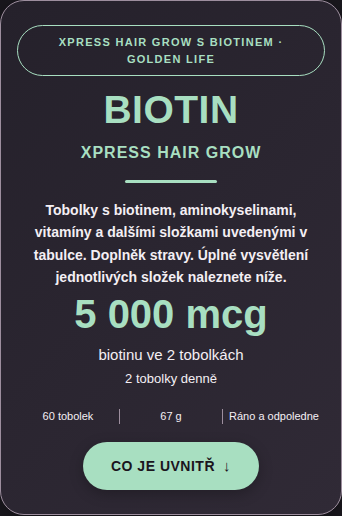 XPRESS HAIR GROW S BIOTINEM ·
GOLDEN LIFE
BIOTIN
XPRESS HAIR GROW
Tobolky s biotinem, aminokyselinami,
vitamíny a dalšími složkami uvedenými v
tabulce. Doplněk stravy. Úplné vysvětlení
jednotlivých složek naleznete níže.
5 000 mcg
biotinu ve 2 tobolkách
2 tobolky denně
60 tobolek
67 g
Ráno a odpoledne
CO JE UVNITŘ ↓